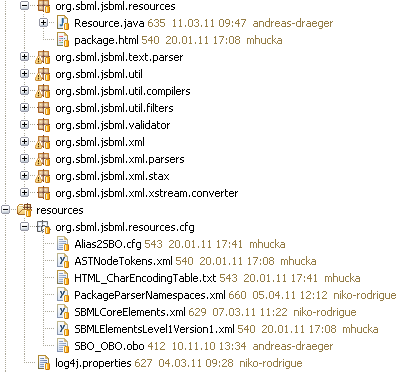 org.sbml.jsbml.resources
Resource.java 635 11.03.11 09:47 andreas-draeger
package.html 540 20.01.11 17:08 mhucka
org.sbml.jsbml.text.parser
org.sbml.jsbml.util
org.sbml.jsbml.util.compilers
org.sbml.jsbml.util.filters
org.sbml.jsbml.validator
org.sbml.jsbml.xml
org.sbml.jsbml.xml.parsers
org.sbml.jsbml.xml.stax
org.sbml.jsbml.xml.xstream.converter
resources
org.sbml.jsbml.resources.cfg
Alias2SBO.cfg 543 20.01.11 17:41 mhucka
ASTNodeTokens.xml 540 20.01.11 17:08 mhucka
HTML_CharEncodingTable.txt 543 20.01.11 17:41 mhucka
PackageParserNamespaces.xml 660 05.04.11 12:12 niko-rodrigue
SBMLCoreElements.xml 629 07.03.11 11:22 niko-rodrigue
SBMLElementsLevel1Version1.xml 540 20.01.11 17:08 mhucka
SBO_OBO.obo 412 10.11.10 13:34 andreas-draeger
log4j.properties 627 04.03.11 09:28 niko-rodrigue